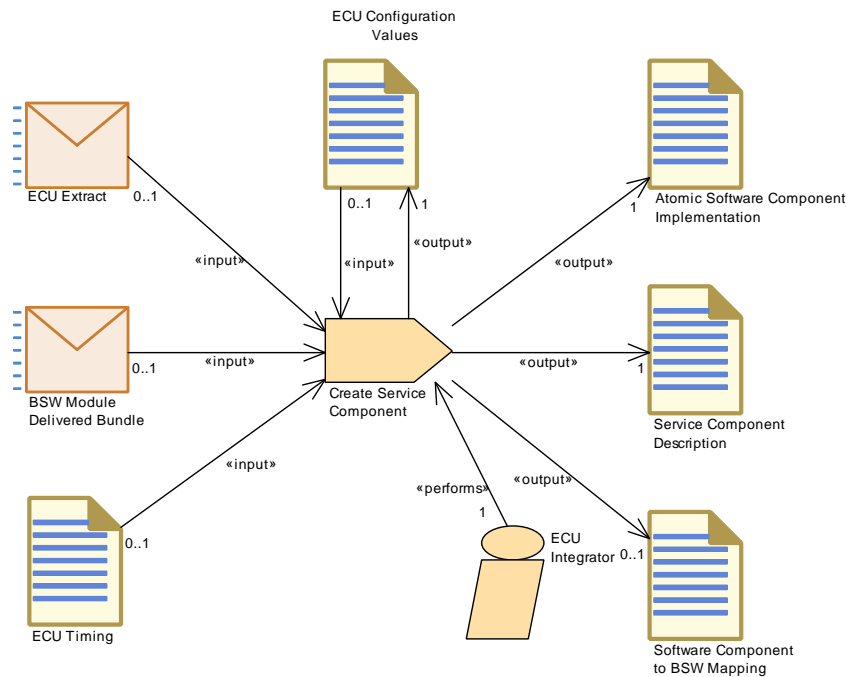 ECU Configuration
Values
ECU Extract
0..1
0..1
1
1
Atomic Software Component
Implementation
«output»
«input»
«input»
«output»
0..1
«input»
«output»
1
BSW Module
Delivered Bundle
Create Service
Component
Service Component
Description
«input»
«output»
«performs»
1
0..1
ECU
Integrator
0..1
ECU Timing
Software Component
to BSW Mapping